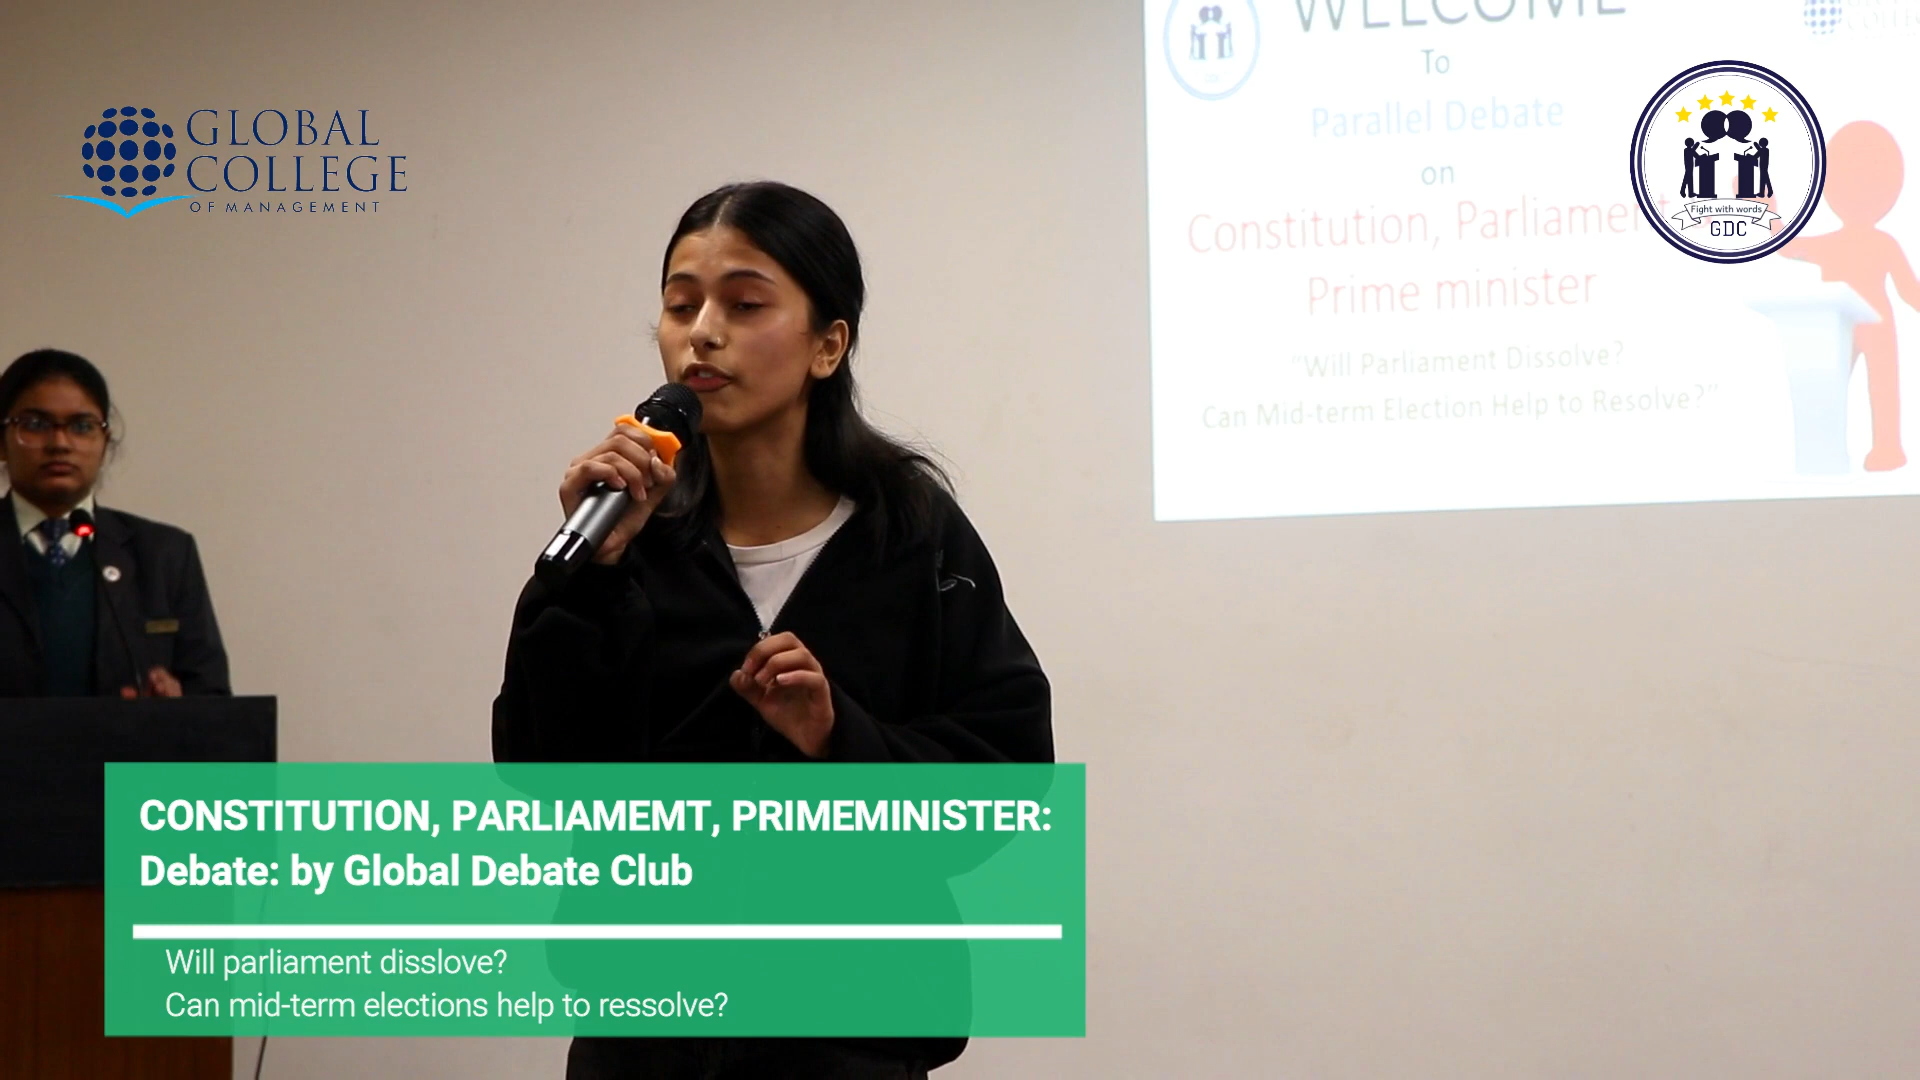 GLOBAL
COLLEGE
OF MANAGEMENT
WELCOME
To
Parallel Debate
on
Constitution, Parliament
Prime minister
"Will Parliament Dissolve?
Can Mid-term Election Help to Resolve?"
Fight with words
GDC
CONSTITUTION, PARLIAMEMT, PRIMEMINISTER:
Debate: by Global Debate Club
Will parliament disslove?
Can mid-term elections help to ressolve?